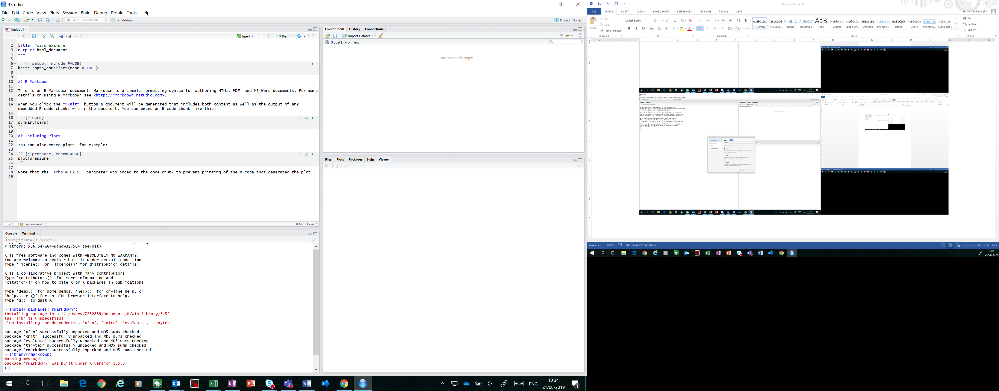 RStudio
File Edit Code View Plots Session Build Debug Profile Tools Help
Go to file/function Addins Project: (None)
Untitled1
Knit Insert Run
1 ---
2 title: "cars example"
3 output: html_document
4 ---
5
6 ```{r setup, include=FALSE}
7 knitr::opts_chunk$set(echo = TRUE)
8 ```
9
10 ## R Markdown
11
12 This is an R Markdown document. Markdown is a simple formatting syntax for authoring HTML, PDF, and MS Word documents. For more
details on using R Markdown see <http://rmarkdown.rstudio.com>.
13
14 When you click the **Knit** button a document will be generated that includes both content as well as the output of any
embedded R code chunks within the document. You can embed an R code chunk like this:
15
16 ```{r cars}
17 summary(cars)
18 ```
19
20 ## Including Plots
21
22 You can also embed plots, for example:
23
24 ```{r pressure, echo=FALSE}
25 plot(pressure)
26 ```
27
28 Note that the `echo = FALSE` parameter was added to the code chunk to prevent printing of the R code that generated the plot.
29
2:1 cars example R Markdown
Console Terminal
C:/Program Files/RStudio/bin/
Platform: x86_64-w64-mingw32/x64 (64-bit)
R is free software and comes with ABSOLUTELY NO WARRANTY.
You are welcome to redistribute it under certain conditions.
Type 'license()' or 'licence()' for distribution details.
R is a collaborative project with many contributors.
Type 'contributors()' for more information and
'citation()' on how to cite R or R packages in publications.
Type 'demo()' for some demos, 'help()' for on-line help, or
'help.start()' for an HTML browser interface to help.
Type 'q()' to quit R.
> install.packages("rmarkdown")
Installing package into ‘C:/Users/7232889/Documents/R/win-library/3.5’
(as ‘lib’ is unspecified)
also installing the dependencies ‘xfun’, ‘knitr’, ‘evaluate’, ‘tinytex’
package ‘xfun’ successfully unpacked and MD5 sums checked
package ‘knitr’ successfully unpacked and MD5 sums checked
package ‘evaluate’ successfully unpacked and MD5 sums checked
package ‘tinytex’ successfully unpacked and MD5 sums checked
package ‘rmarkdown’ successfully unpacked and MD5 sums checked
> library(rmarkdown)
Warning message:
package ‘rmarkdown’ was built under R version 3.5.3
>
Environment History Connections
Import Dataset List
Global Environment
Environment is empty
Files Plots Packages Help Viewer
ENG 10:34
21/08/2019 1
Document1 - Word
Hoare, Stephanie (RIS)
FILE HOME INSERT DESIGN PAGE LAYOUT REFERENCES MAILINGS REVIEW VIEW
Paste Cut
Copy
Format Painter
Calibri (Body) 11
AaBbCcDd AaBbCcDd AaBbCc AaBbCcD AaBl AaBbCcD AaBbCcDd AaBbCcDd AaBbCcDd AaBbCcDc AaBbCcDd AaBbCcDd AaBbCcDd
1 Normal 1 No Spac... Heading 1 Heading 2 Title Subtitle Subtle Em... Emphasis Intense E... Strong Quote Intense Q... Subtle Ref...
Find
Replace
Select
Clipboard Font Paragraph Styles Editing
PAGE 1 OF 1 1 WORD ENGLISH (UNITED KINGDOM) 240%
10:34
21/08/2019